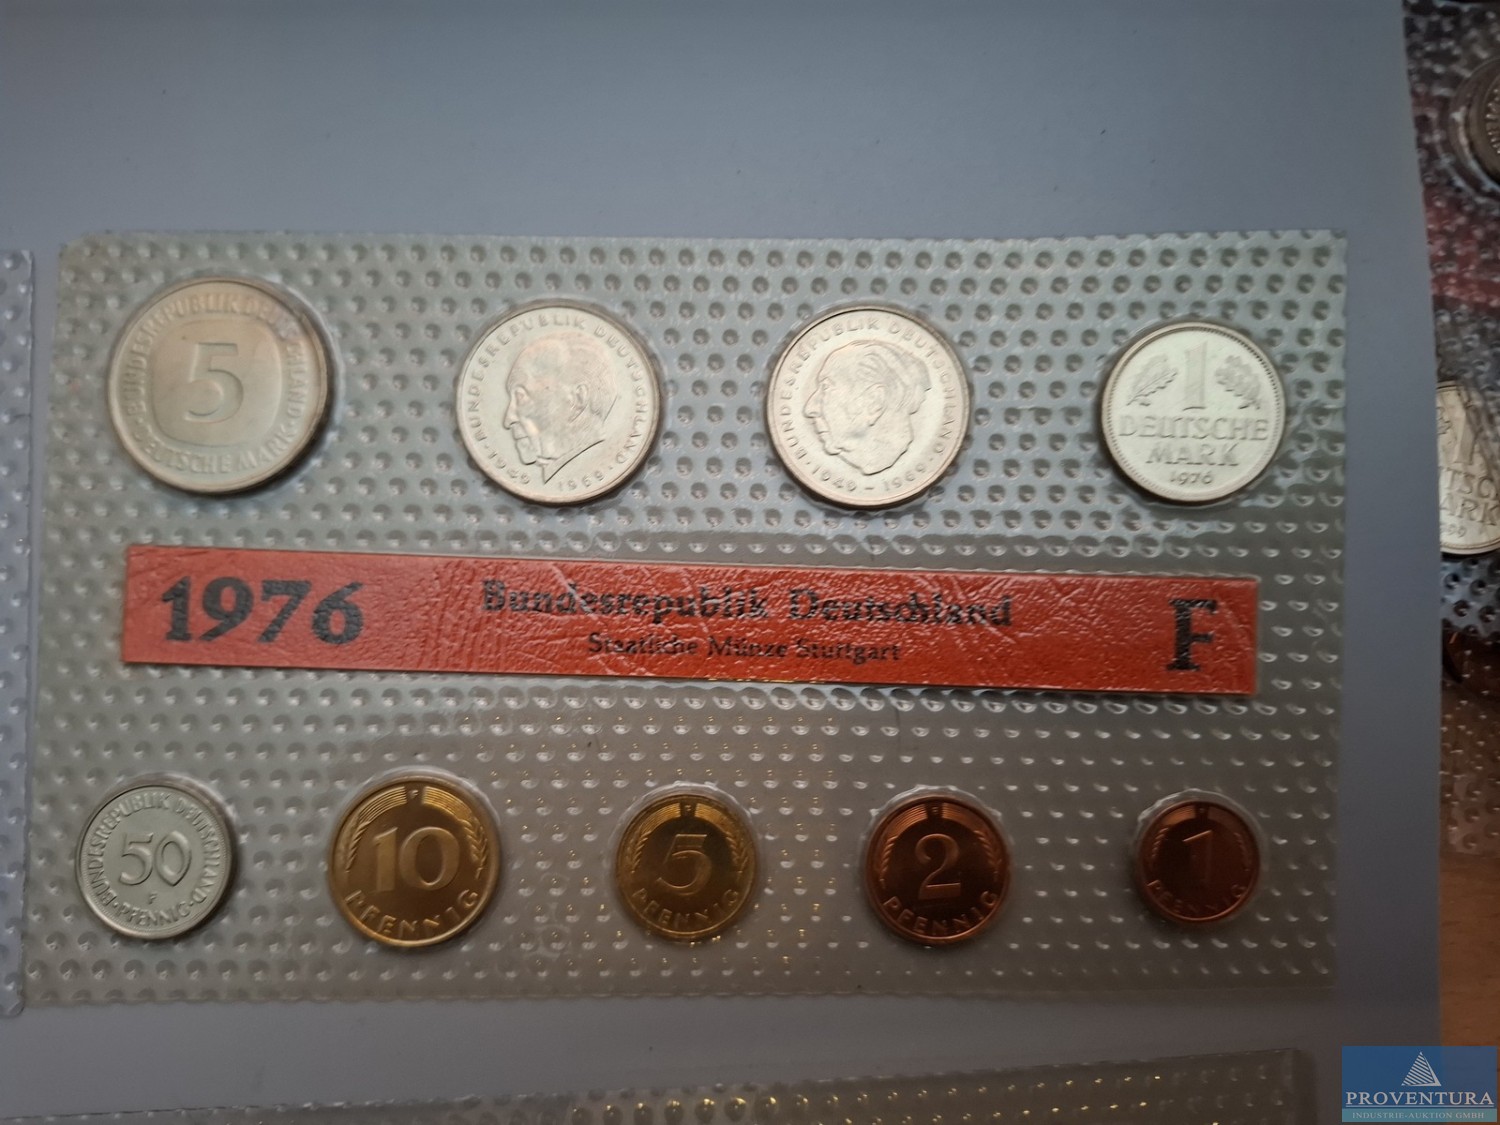 BUNDESREPUBLIK DEUTSCHLAND
5
DEUTSCHE MARK
BUNDESREPUBLIK DEUTSCHLAND
1949 1969
BUNDESREPUBLIK DEUTSCHLAND
1949 - 1969
1
DEUTSCHE
MARK
1976
1976
Bundesrepublik Deutschland
Staatliche Münze Stuttgart
F
BUNDESREPUBLIK DEUTSCHLAND
50
F
PFENNIG
F
10
PFENNIG
F
5
PFENNIG
F
2
PFENNIG
F
1
PFENNIG
1
MARK
PROVENTURA
INDUSTRIE-AUKTION GMBH